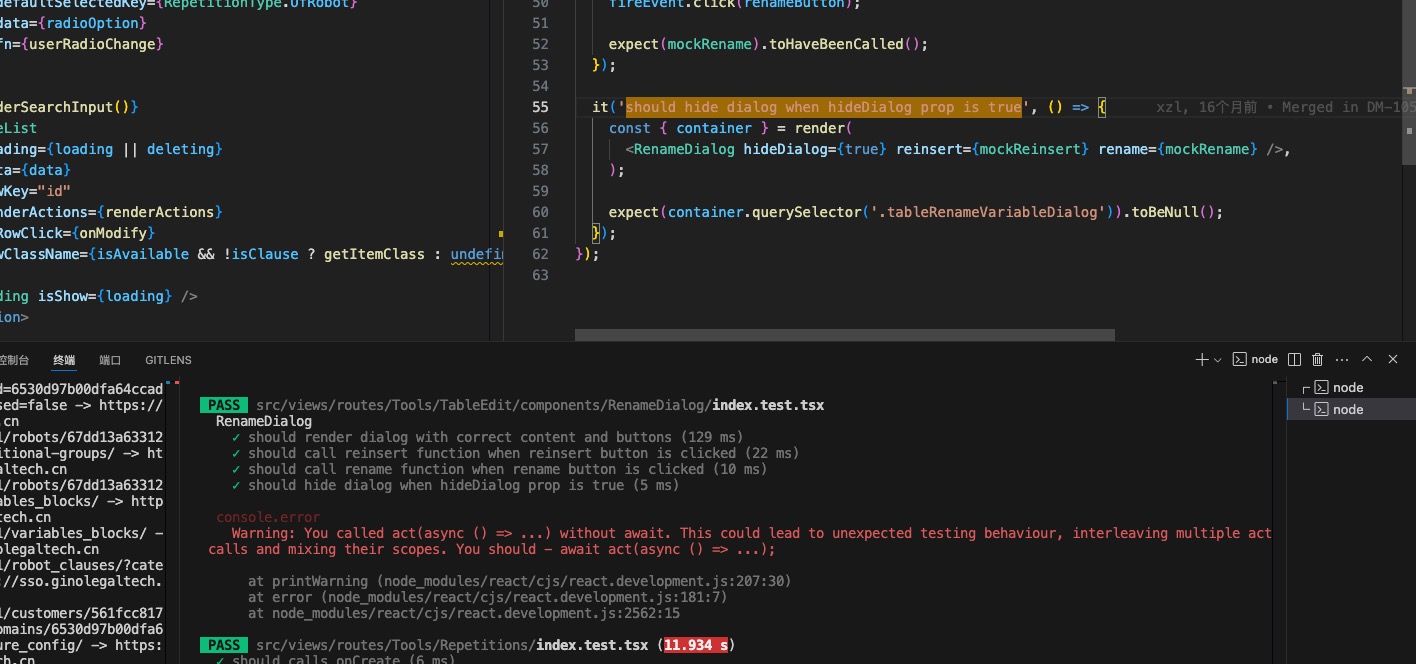 defaultSelectedKey={RepetitionType.OfRobot}
data={radioOption}
fn={userRadioChange}
derSearchInput()}
eList
ading={loading || deleting}
ta={data}
wKey="id"
nderActions={renderActions}
RowClick={onModify}
wClassName={isAvailable && !isClause ? getItemClass : undefin
ding isShow={loading} />
ion>
50 fireEvent.click(renameButton);
51
52 expect(mockRename).toHaveBeenCalled();
53 });
54
55 it('should hide dialog when hideDialog prop is true', () => { xzl, 16个月前 • Merged in DM-105
56 const { container } = render(
57 <RenameDialog hideDialog={true} reinsert={mockReinsert} rename={mockRename} />,
58 );
59
60 expect(container.querySelector('.tableRenameVariableDialog')).toBeNull();
61 });
62 });
63
控制台 终端 端口 GITLENS
node
d=6530d97b00dfa64ccad
sed=false -> https://
.cn
l/robots/67dd13a63312
itional-groups/ -> ht
altech.cn
l/robots/67dd13a63312
ables_blocks/ -> http
tech.cn
l/variables_blocks/ -
olegaltech.cn
l/robot_clauses/?cate
://sso.ginolegaltech.
l/customers/561fcc817
omains/6530d97b00dfa6
ure_config/ -> https:
ch.cn
PASS src/views/routes/Tools/TableEdit/components/RenameDialog/index.test.tsx
RenameDialog
✓ should render dialog with correct content and buttons (129 ms)
✓ should call reinsert function when reinsert button is clicked (22 ms)
✓ should call rename function when rename button is clicked (10 ms)
✓ should hide dialog when hideDialog prop is true (5 ms)
console.error
Warning: You called act(async () => ...) without await. This could lead to unexpected testing behaviour, interleaving multiple act
calls and mixing their scopes. You should - await act(async () => ...);
at printWarning (node_modules/react/cjs/react.development.js:207:30)
at error (node_modules/react/cjs/react.development.js:181:7)
at node_modules/react/cjs/react.development.js:2562:15
PASS src/views/routes/Tools/Repetitions/index.test.tsx (11.934 s)
✓ should calls onCreate (6 ms)
node
node